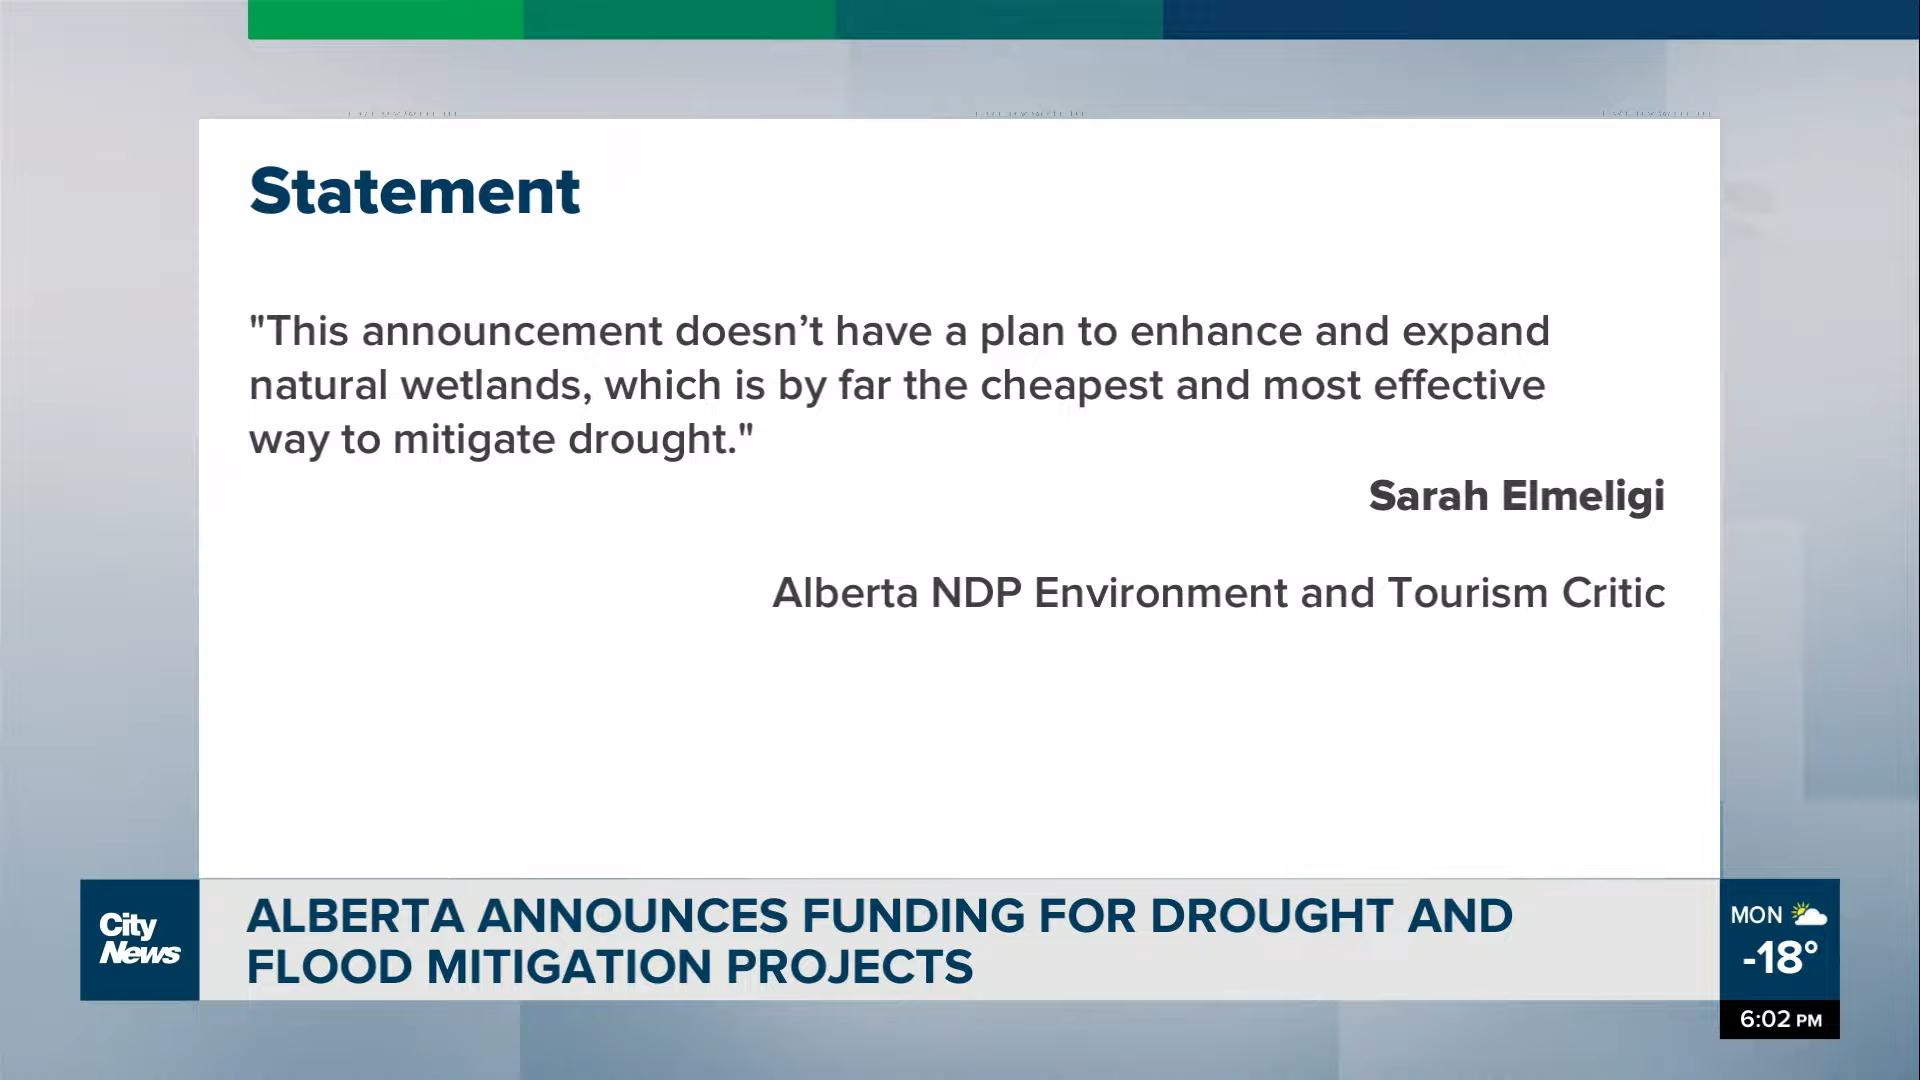 Statement
"This announcement doesn’t have a plan to enhance and expand
natural wetlands, which is by far the cheapest and most effective
way to mitigate drought."
Sarah Elmeligi
Alberta NDP Environment and Tourism Critic
City
News
ALBERTA ANNOUNCES FUNDING FOR DROUGHT AND
FLOOD MITIGATION PROJECTS
MON
-18°
6:02 PM